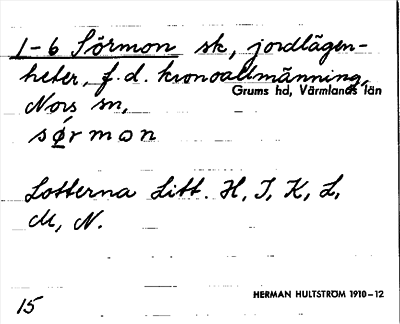 1-6 Sörmon sk, jordlägen-
heter, f.d. kronoallmänning,
Grums hd, Värmlands län
Nors sn,
sørmon
Lotterna Litt. H, I, K, L,
M, N.
HERMAN HULTSTRÖM 1910-12
15